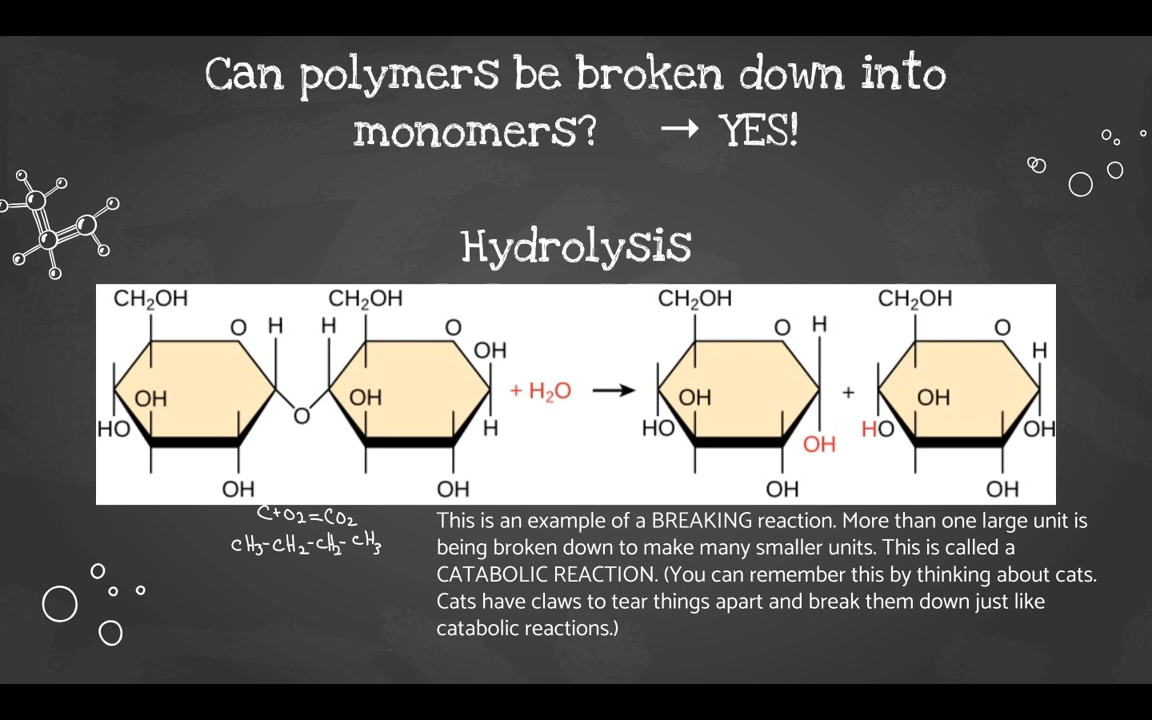 Can polymers be broken down into
monomers? → YES!
Hydrolysis
CH₂OH CH₂OH CH₂OH CH₂OH
O H H O O H O
OH H
OH OH + H₂O → OH + OH
HO O H HO OH HO OH
OH OH OH OH
C+O2=CO2
CH3-CH2-CH2-CH3
This is an example of a BREAKING reaction. More than one large unit is
being broken down to make many smaller units. This is called a
CATABOLIC REACTION. (You can remember this by thinking about cats.
Cats have claws to tear things apart and break them down just like
catabolic reactions.)